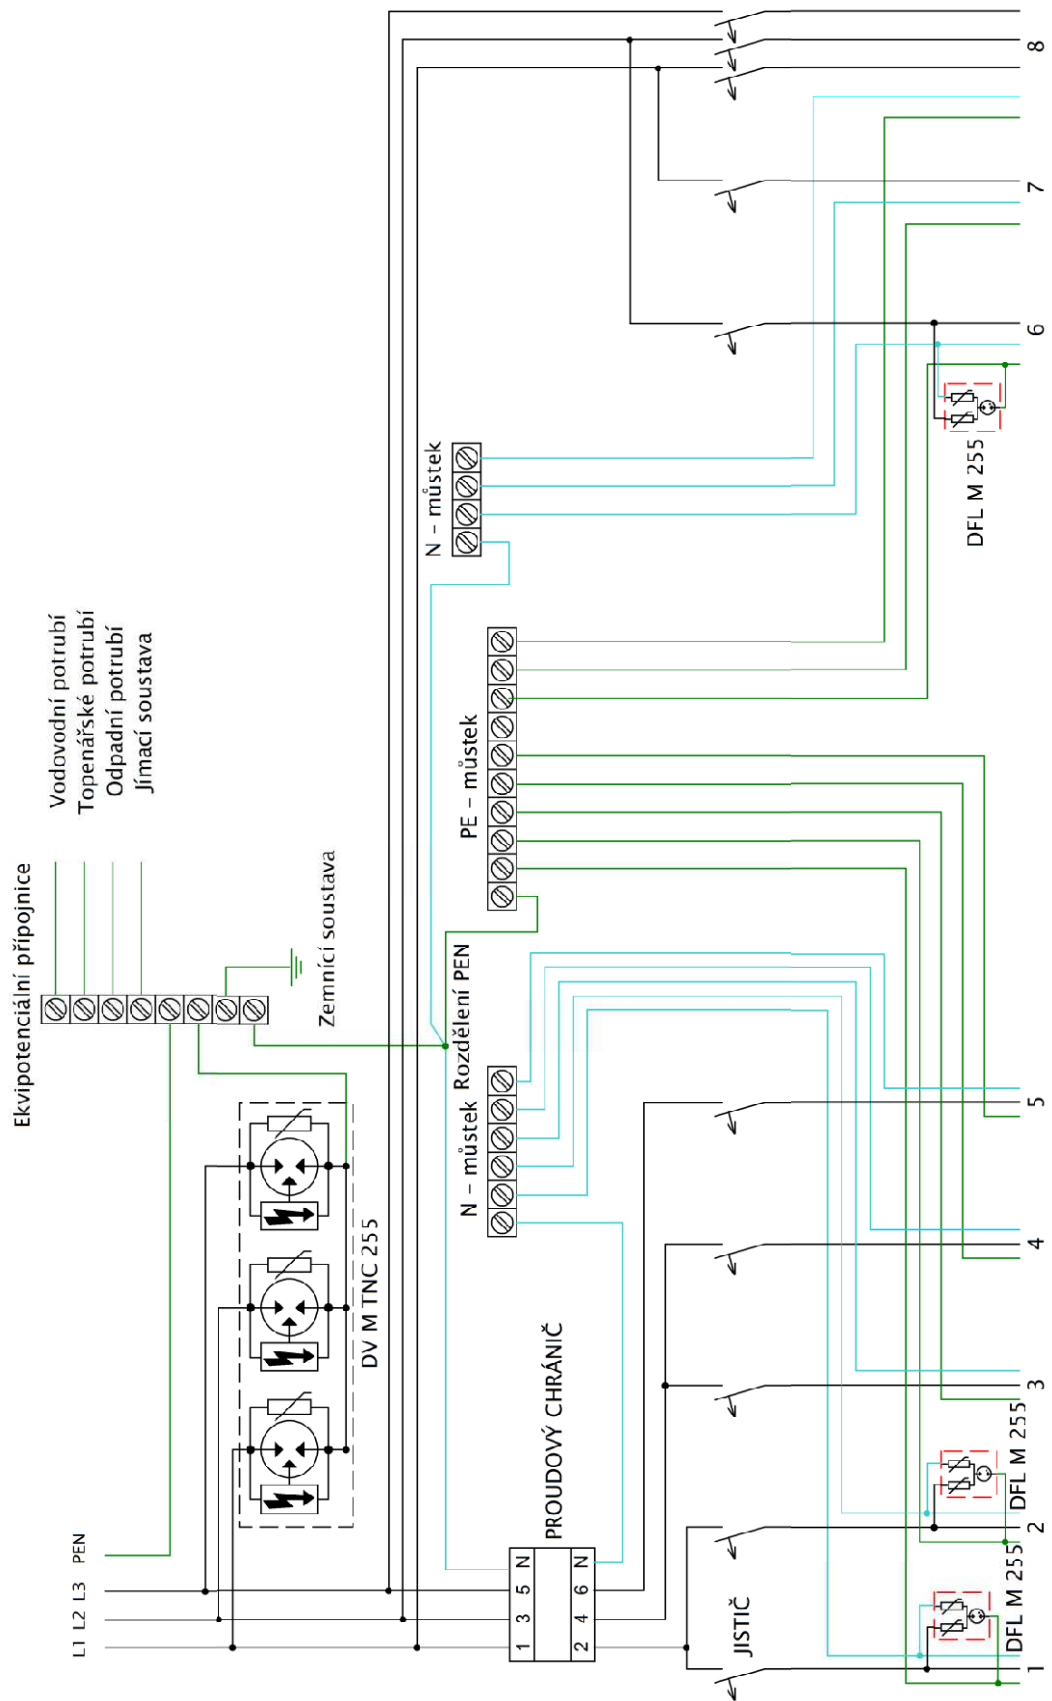 Ekvipotenciální přípojnice
Vodovodní potrubí
Topenářské potrubí
Odpadní potrubí
Jímací soustava
Zemnící soustava
L1 L2 L3 PEN
DV M TNC 255
Rozdělení PEN
N – můstek
PE – můstek
N – můstek
PROUDOVÝ CHRÁNIČ
1 3 5 N
2 4 6 N
JISTIČ
DFL M 255
DFL M 255
DFL M 255
1 2 3 4 5 6 7 8